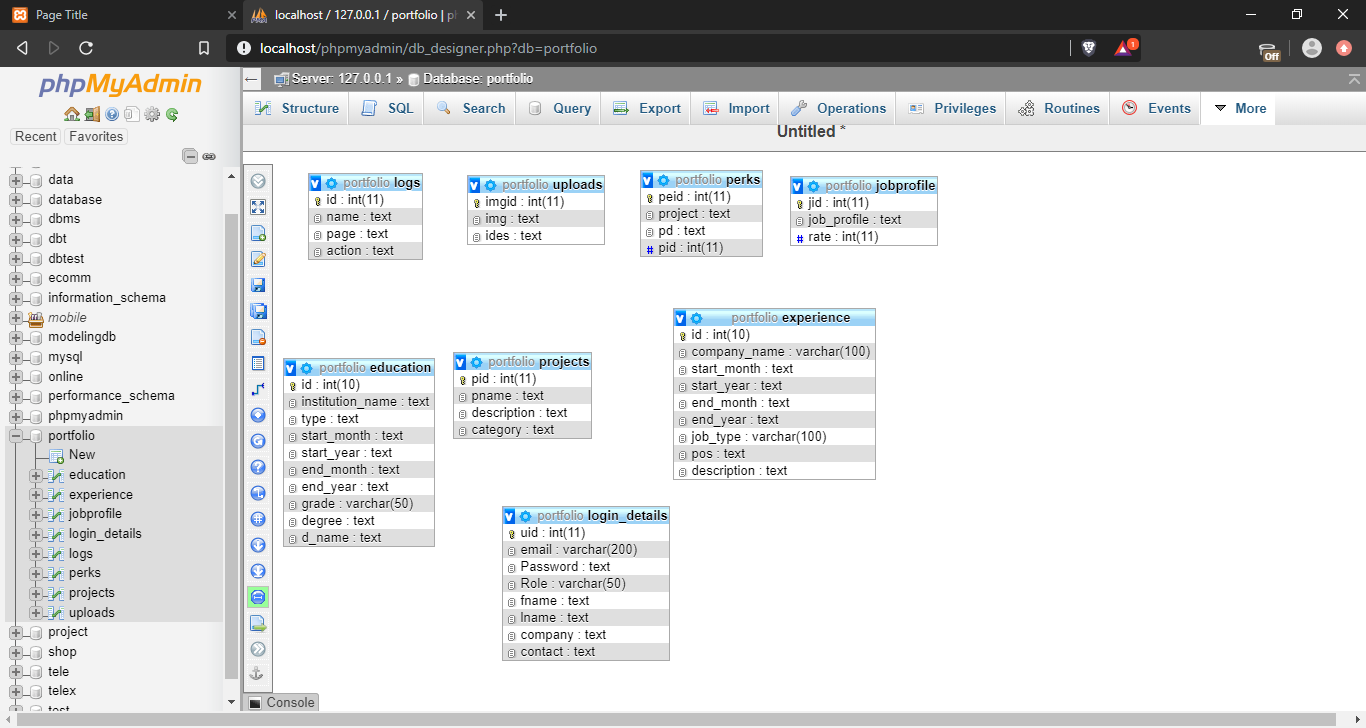 Page Title
localhost / 127.0.0.1 / portfolio | ph
localhost/phpmyadmin/db_designer.php?db=portfolio
1
Off
phpMyAdmin
Recent
Favorites
data
database
dbms
dbt
dbtest
ecomm
information_schema
mobile
modelingdb
mysql
online
performance_schema
phpmyadmin
portfolio
New
education
experience
jobprofile
login_details
logs
perks
projects
uploads
project
shop
tele
telex
test
Server: 127.0.0.1 » Database: portfolio
Structure SQL Search Query Export Import Operations Privileges Routines Events More
Untitled *
portfolio logs
id : int(11)
name : text
page : text
action : text
portfolio uploads
imgid : int(11)
img : text
ides : text
portfolio perks
peid : int(11)
project : text
pd : text
# pid : int(11)
portfolio jobprofile
jid : int(11)
job_profile : text
# rate : int(11)
portfolio experience
id : int(10)
company_name : varchar(100)
start_month : text
start_year : text
end_month : text
end_year : text
job_type : varchar(100)
pos : text
description : text
portfolio education
id : int(10)
institution_name : text
type : text
start_month : text
start_year : text
end_month : text
end_year : text
grade : varchar(50)
degree : text
d_name : text
portfolio projects
pid : int(11)
pname : text
description : text
category : text
portfolio login_details
uid : int(11)
email : varchar(200)
Password : text
Role : varchar(50)
fname : text
lname : text
company : text
contact : text
Console